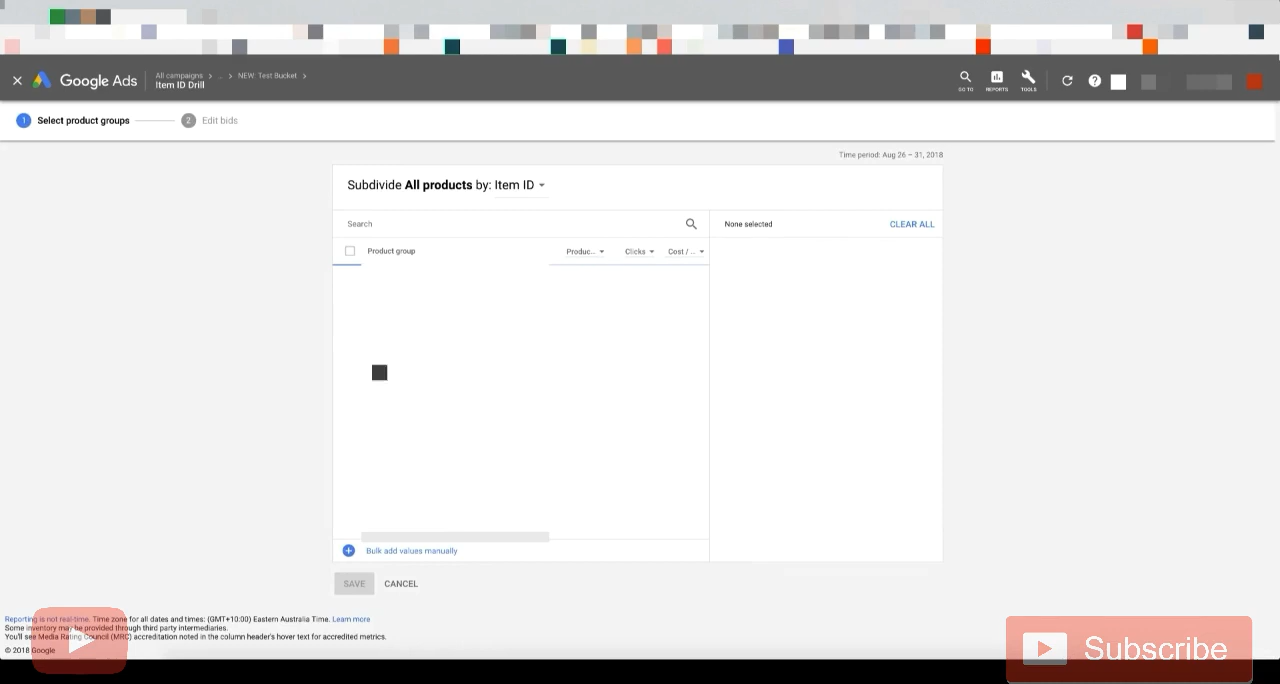 Google Ads
All campaigns > .. > NEW: Test Bucket >
Item ID Drill
GO TO
REPORTS
TOOLS
1 Select product groups
2 Edit bids
Time period: Aug 26 – 31, 2018
Subdivide All products by: Item ID
Search
None selected
CLEAR ALL
Product group
Produc...
Clicks
Cost / ...
Bulk add values manually
SAVE
CANCEL
Reporting is not real-time. Time zone for all dates and times: (GMT+10:00) Eastern Australia Time. Learn more
Some inventory may be provided through third party intermediaries.
You'll see Media Rating Council (MRC) accreditation noted in the column header's hover text for accredited metrics.
© 2018 Google
Subscribe